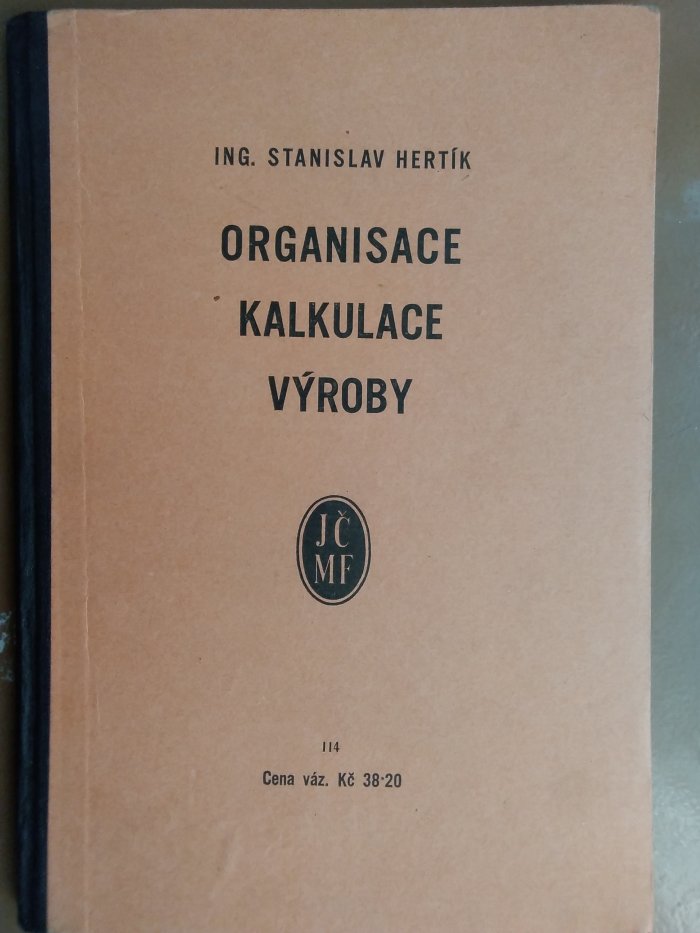 ING. STANISLAV HERTÍK
ORGANISACE
KALKULACE
VÝROBY
JČ
MF
114
Cena váz. Kč 38·20